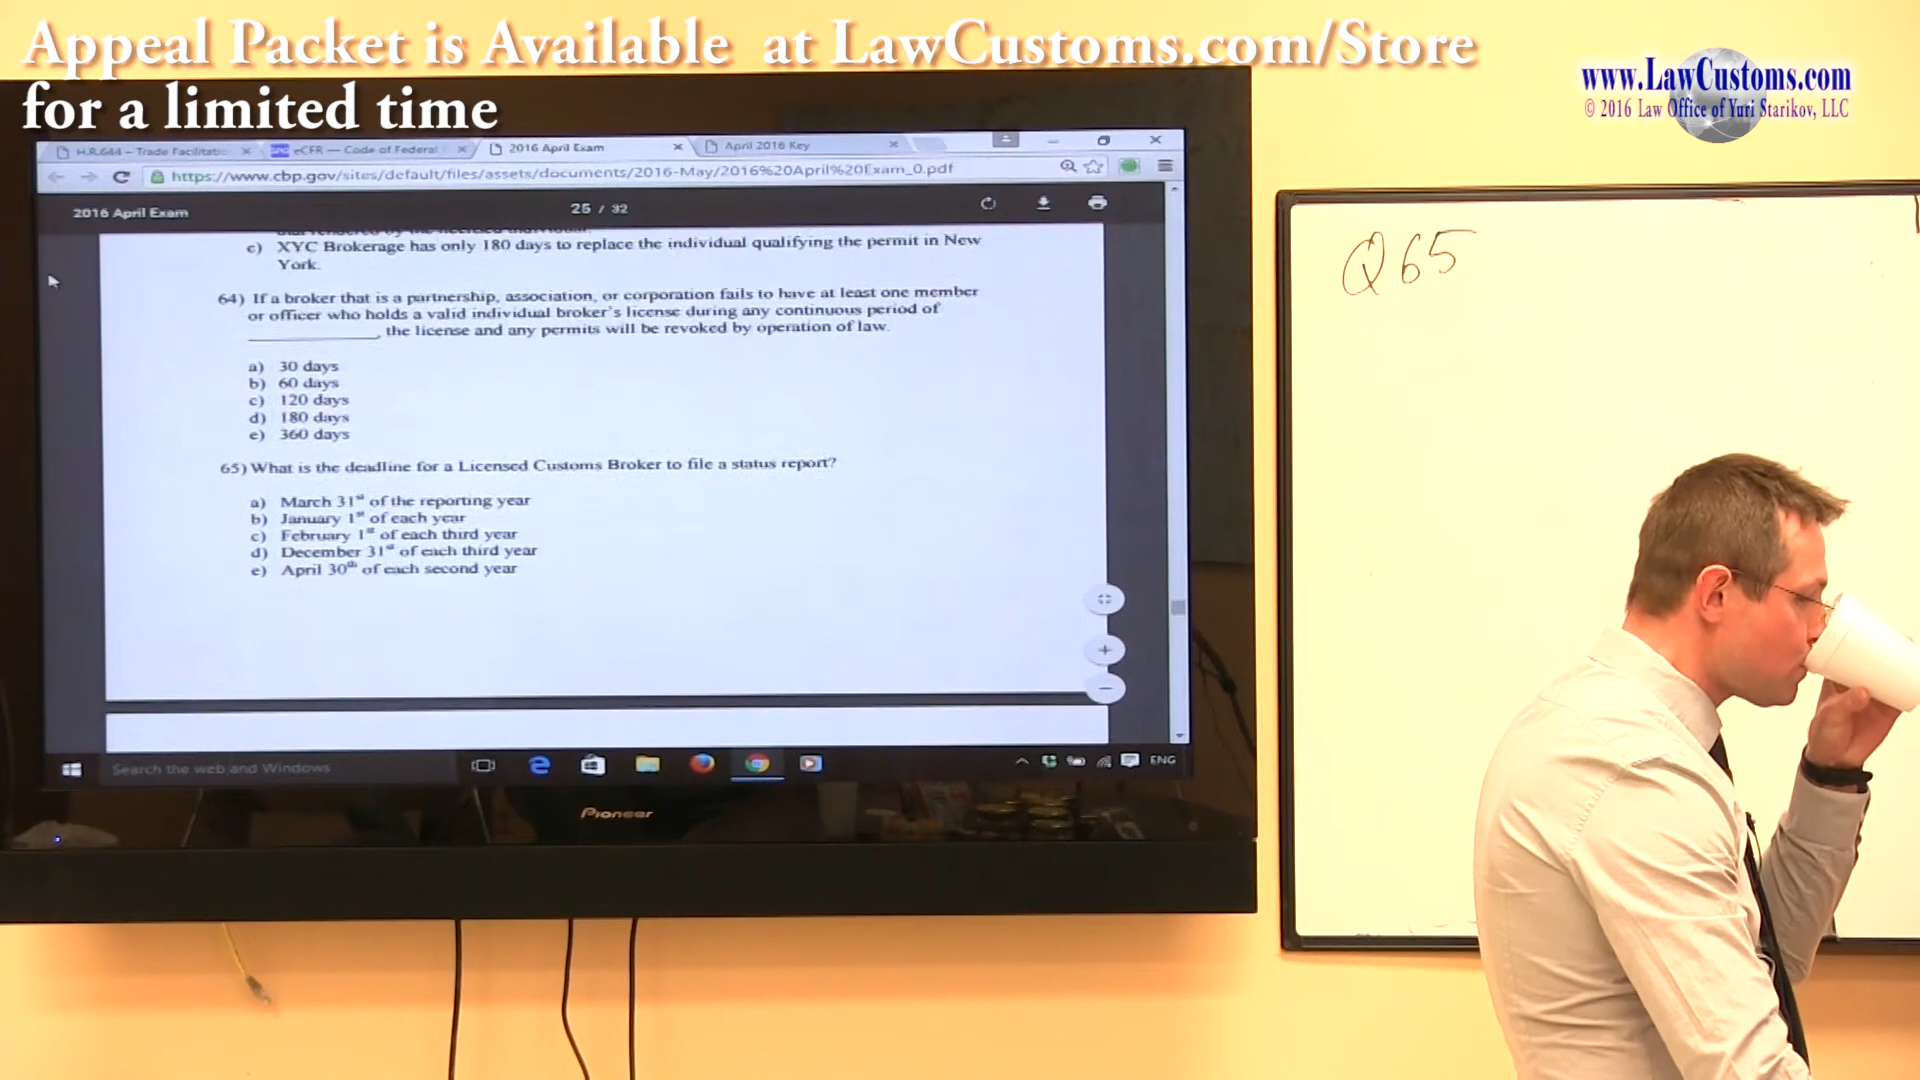 Appeal Packet is Available at LawCustoms.com/Store
for a limited time
www.LawCustoms.com
© 2016 Law Office of Yuri Starikov, LLC
H.R.644 – Trade Facilitatic
eCFR — Code of Federal
2016 April Exam
April 2016 Key
https://www.cbp.gov/sites/default/files/assets/documents/2016-May/2016%20April%20Exam_0.pdf
2016 April Exam
25 / 32
e) XYC Brokerage has only 180 days to replace the individual qualifying the permit in New
York.
64) If a broker that is a partnership, association, or corporation fails to have at least one member
or officer who holds a valid individual broker's license during any continuous period of
____________, the license and any permits will be revoked by operation of law.
a) 30 days
b) 60 days
c) 120 days
d) 180 days
e) 360 days
65) What is the deadline for a Licensed Customs Broker to file a status report?
a) March 31st of the reporting year
b) January 1st of each year
c) February 1st of each third year
d) December 31st of each third year
e) April 30th of each second year
Search the web and Windows
ENG
Pioneer
Q65